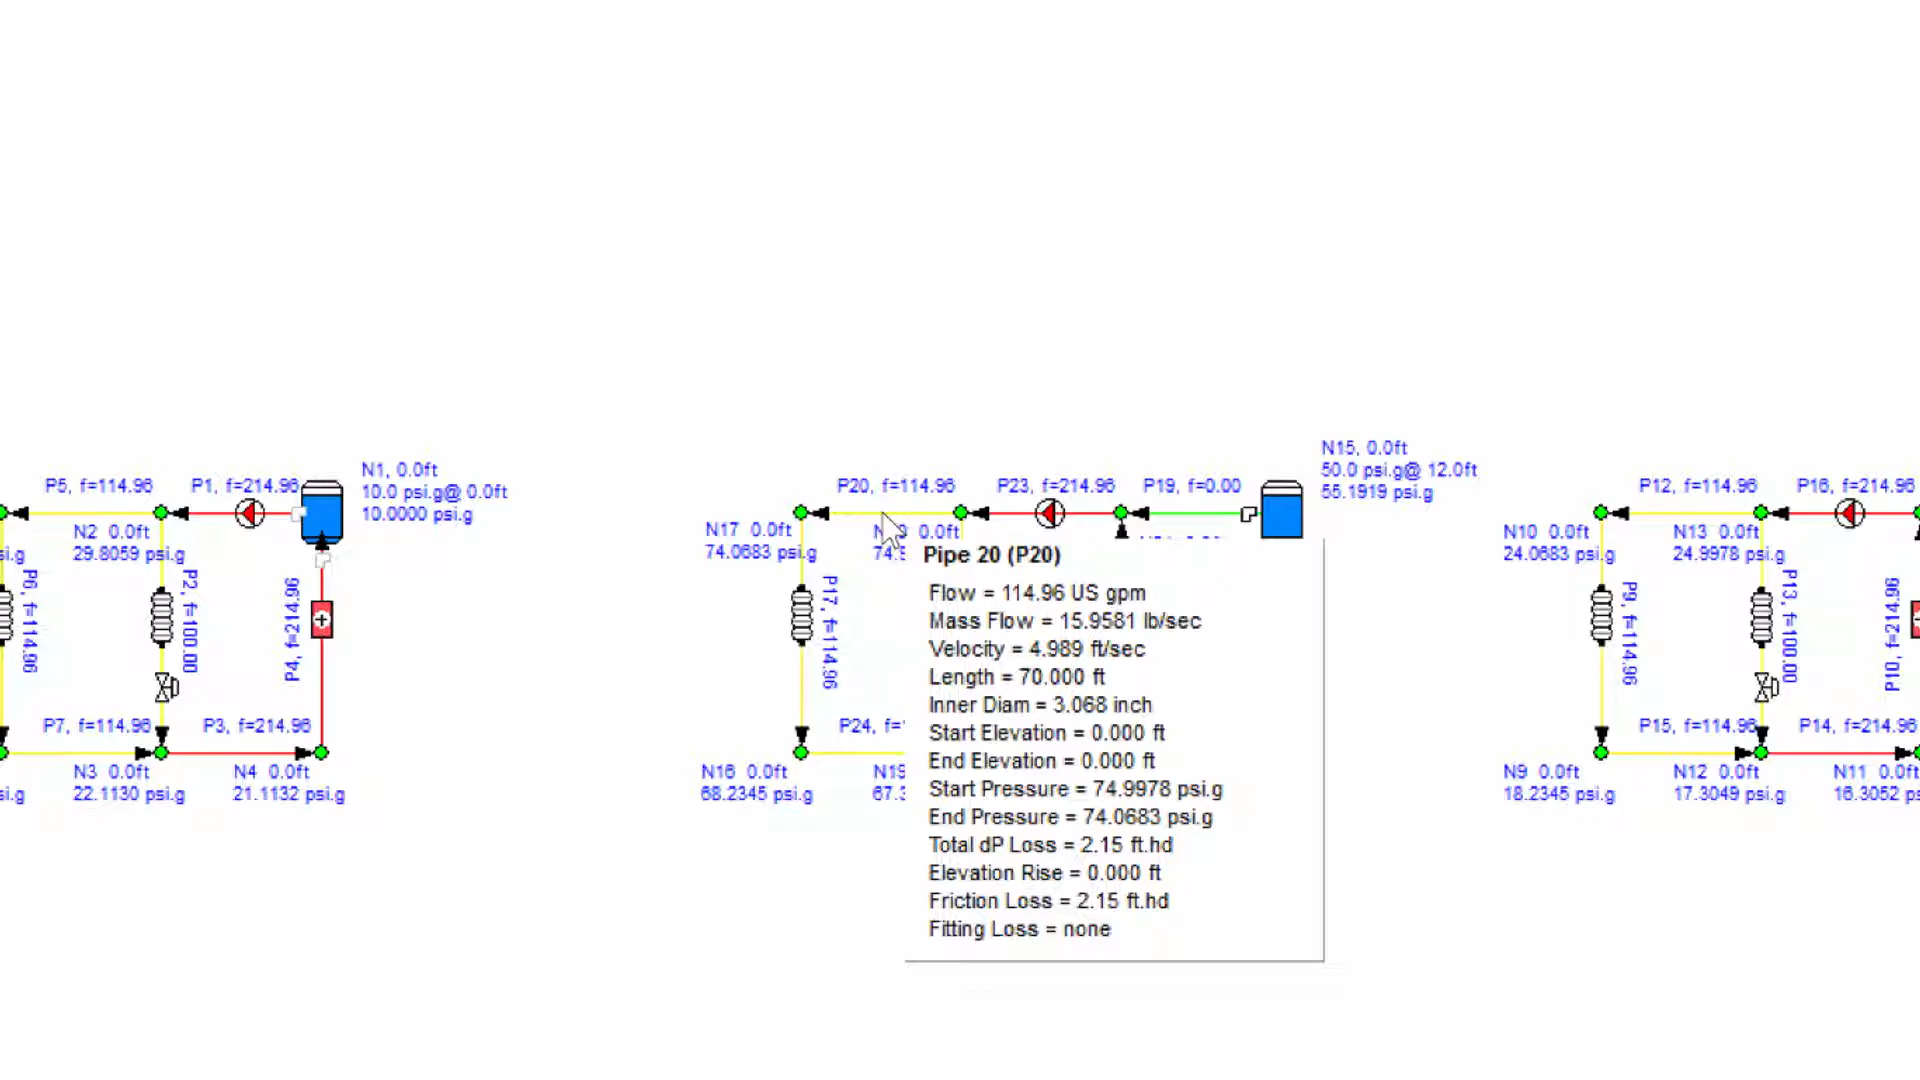 N15, 0.0ft
50.0 psi.g@ 12.0ft
55.1919 psi.g
N1, 0.0ft
10.0 psi.g@ 0.0ft
10.0000 psi.g
P5, f=114.96
P1, f=214.96
P20, f=114.96
P23, f=214.96
P19, f=0.00
P12, f=114.96
P16, f=214.96
N2 0.0ft
29.8059 psi.g
N17 0.0ft
74.0683 psi.g
0.0ft
N10 0.0ft
24.0683 psi.g
N13 0.0ft
24.9978 psi.g
si.g
P6, f=114.96
P2, f=100.00
P4, f=214.96
P17, f=114.96
P9, f=114.96
P13, f=100.00
P10, f=214.96
Pipe 20 (P20)
Flow = 114.96 US gpm
Mass Flow = 15.9581 lb/sec
Velocity = 4.989 ft/sec
Length = 70.000 ft
Inner Diam = 3.068 inch
Start Elevation = 0.000 ft
End Elevation = 0.000 ft
Start Pressure = 74.9978 psi.g
End Pressure = 74.0683 psi.g
Total dP Loss = 2.15 ft.hd
Elevation Rise = 0.000 ft
Friction Loss = 2.15 ft.hd
Fitting Loss = none
P7, f=114.96
P3, f=214.96
P24, f=
P15, f=114.96
P14, f=214.96
si.g
N3 0.0ft
22.1130 psi.g
N4 0.0ft
21.1132 psi.g
N16 0.0ft
68.2345 psi.g
N9 0.0ft
18.2345 psi.g
N12 0.0ft
17.3049 psi.g
N11 0.0ft
16.3052 ps